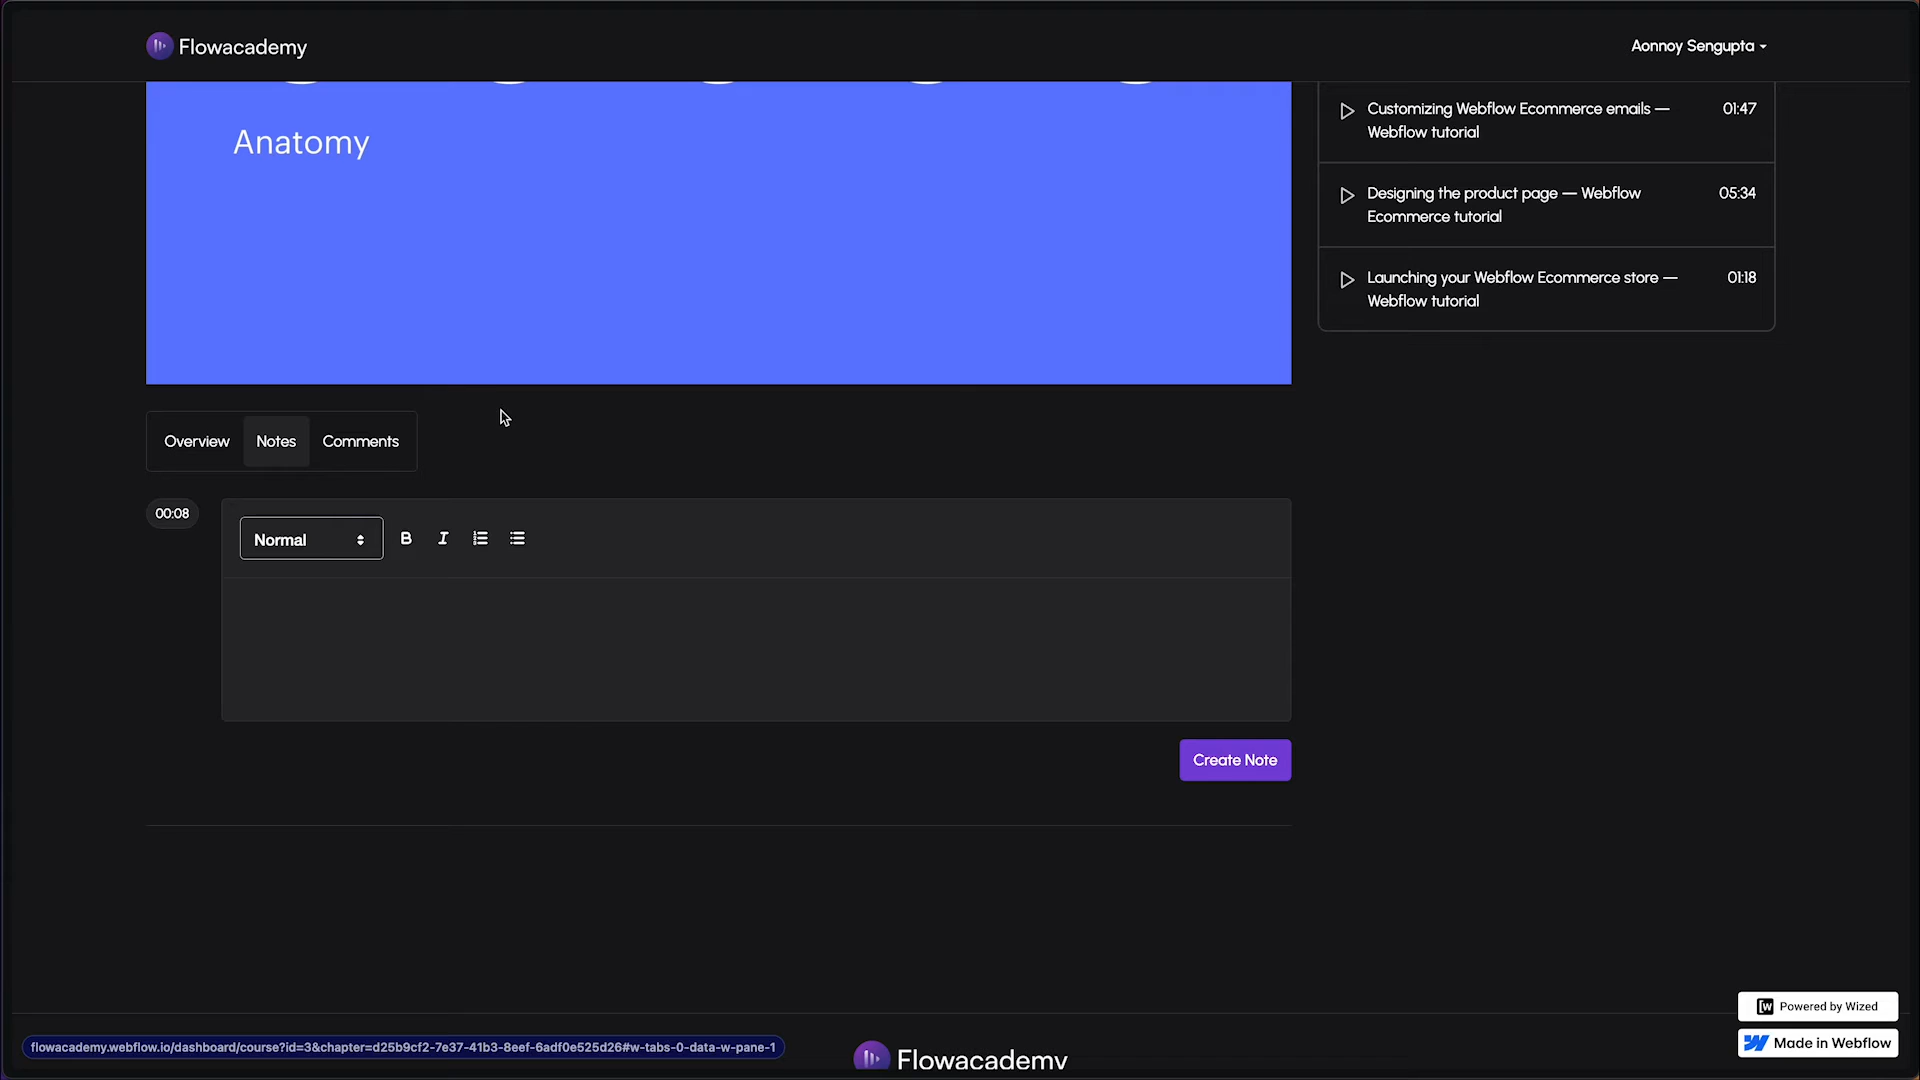 Flowacademy
Aonnoy Sengupta
Anatomy
Customizing Webflow Ecommerce emails —
Webflow tutorial
01:47
Designing the product page — Webflow
Ecommerce tutorial
05:34
Launching your Webflow Ecommerce store —
Webflow tutorial
01:18
Overview Notes Comments
00:08
Normal B I
Create Note
Powered by Wized
Made in Webflow
flowacademy.webflow.io/dashboard/course?id=3&chapter=d25b9cf2-7e37-41b3-8eef-6adf0e525d26#w-tabs-0-data-w-pane-1
Flowacademy